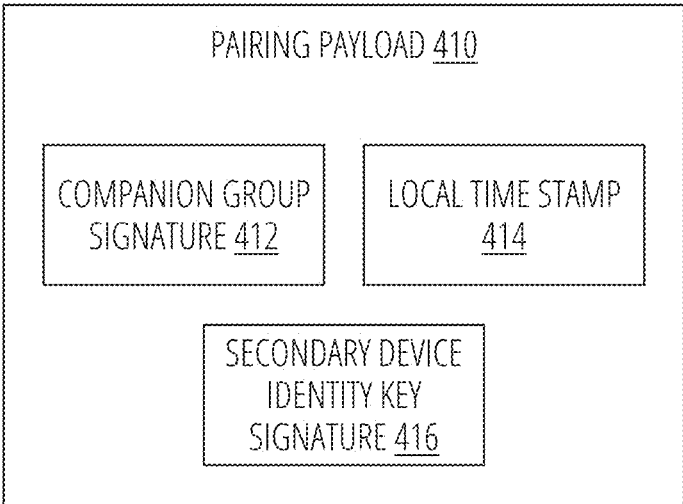 PAIRING PAYLOAD 410
COMPANION GROUP
SIGNATURE 412
LOCAL TIME STAMP
414
SECONDARY DEVICE
IDENTITY KEY
SIGNATURE 416